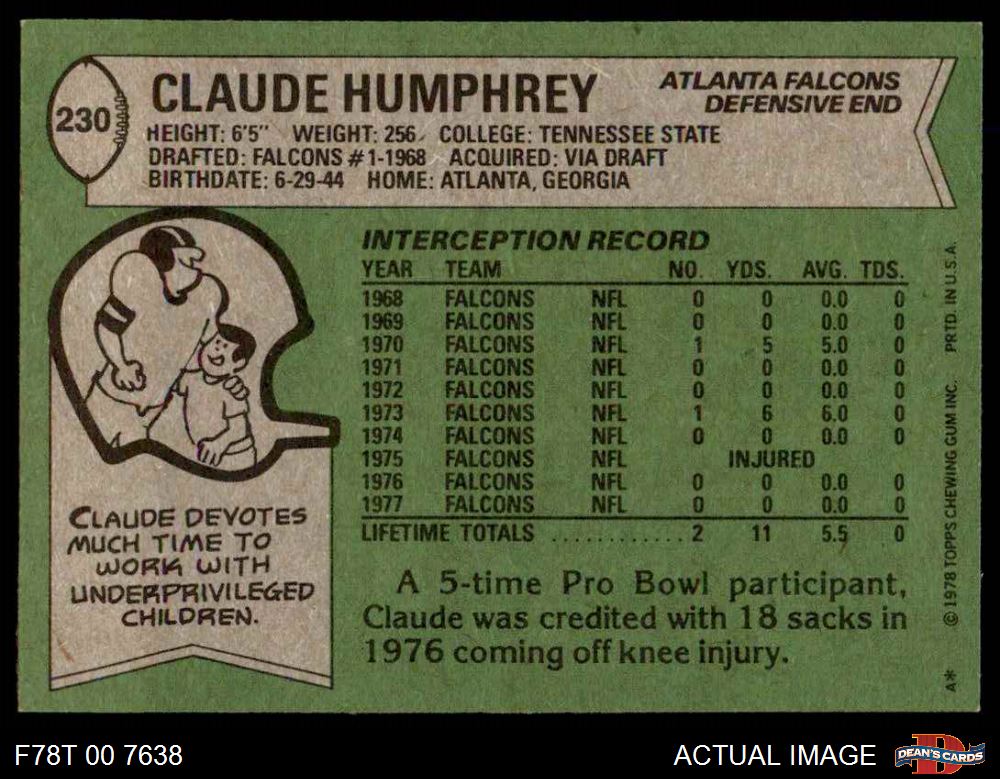 230
CLAUDE HUMPHREY
ATLANTA FALCONS
DEFENSIVE END
HEIGHT: 6'5" WEIGHT: 256 COLLEGE: TENNESSEE STATE
DRAFTED: FALCONS #1-1968 ACQUIRED: VIA DRAFT
BIRTHDATE: 6-29-44 HOME: ATLANTA, GEORGIA
INTERCEPTION RECORD
YEAR TEAM NO. YDS. AVG. TDS.
1968 FALCONS NFL 0 0 0.0 0
1969 FALCONS NFL 0 0 0.0 0
1970 FALCONS NFL 1 5 5.0 0
1971 FALCONS NFL 0 0 0.0 0
1972 FALCONS NFL 0 0 0.0 0
1973 FALCONS NFL 1 6 6.0 0
1974 FALCONS NFL 0 0 0.0 0
1975 FALCONS NFL INJURED
1976 FALCONS NFL 0 0 0.0 0
1977 FALCONS NFL 0 0 0.0 0
LIFETIME TOTALS ............ 2 11 5.5 0
CLAUDE DEVOTES
MUCH TIME TO
WORK WITH
UNDERPRIVILEGED
CHILDREN.
A 5-time Pro Bowl participant,
Claude was credited with 18 sacks in
1976 coming off knee injury.
A* © 1978 TOPPS CHEWING GUM INC. PRTD. IN U.S.A.
F78T 00 7638
ACTUAL IMAGE
DEAN'S CARDS